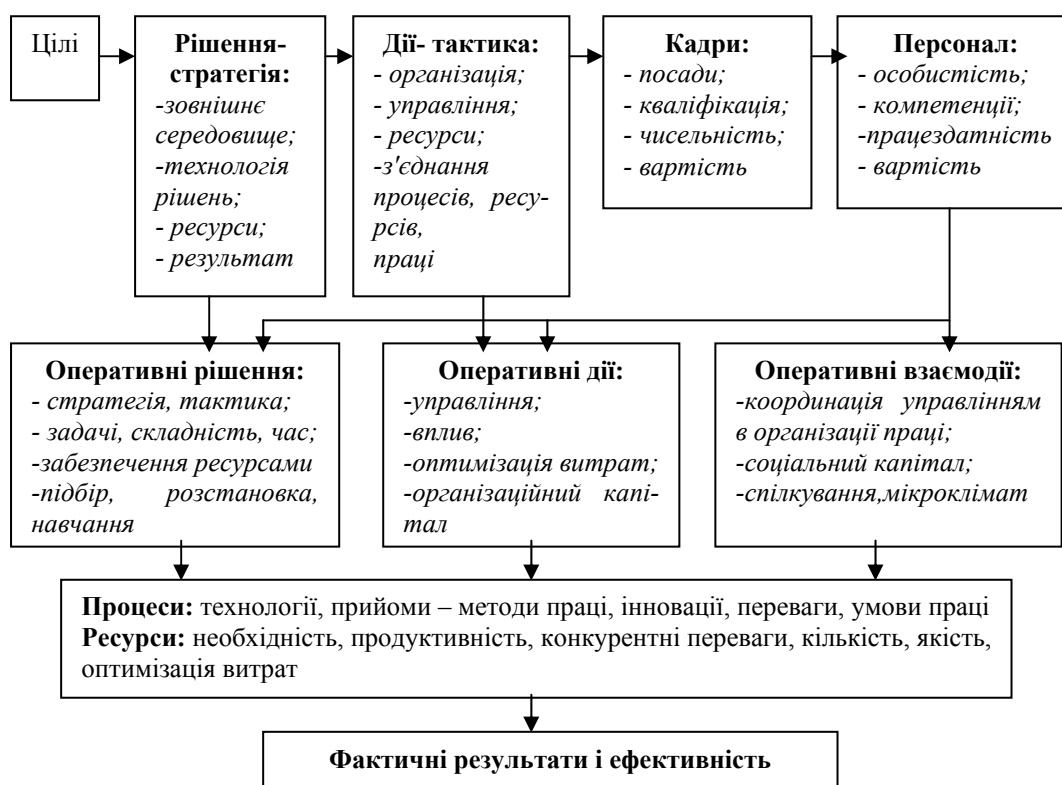 Цілі
Рішення-
стратегія:
-зовнішнє
середовище;
-технологія
рішень;
- ресурси;
- результат
Дії- тактика:
- організація;
- управління;
- ресурси;
-з'єднання
процесів, ресу-
рсів,
праці
Кадри:
- посади;
- кваліфікація;
- чисельність;
- вартість
Персонал:
- особистість;
- компетенції;
-працездатність
- вартість
Оперативні рішення:
- стратегія, тактика;
- задачі, складність, час;
-забезпечення ресурсами
-підбір, розстановка,
навчання
Оперативні дії:
-управління;
-вплив;
-оптимізація витрат;
-організаційний капі-
тал
Оперативні взаємодії:
-координація управлінням
в організації праці;
-соціальний капітал;
-спілкування,мікроклімат
Процеси: технології, прийоми – методи праці, інновації, переваги, умови праці
Ресурси: необхідність, продуктивність, конкурентні переваги, кількість, якість,
оптимізація витрат
Фактичні результати і ефективність